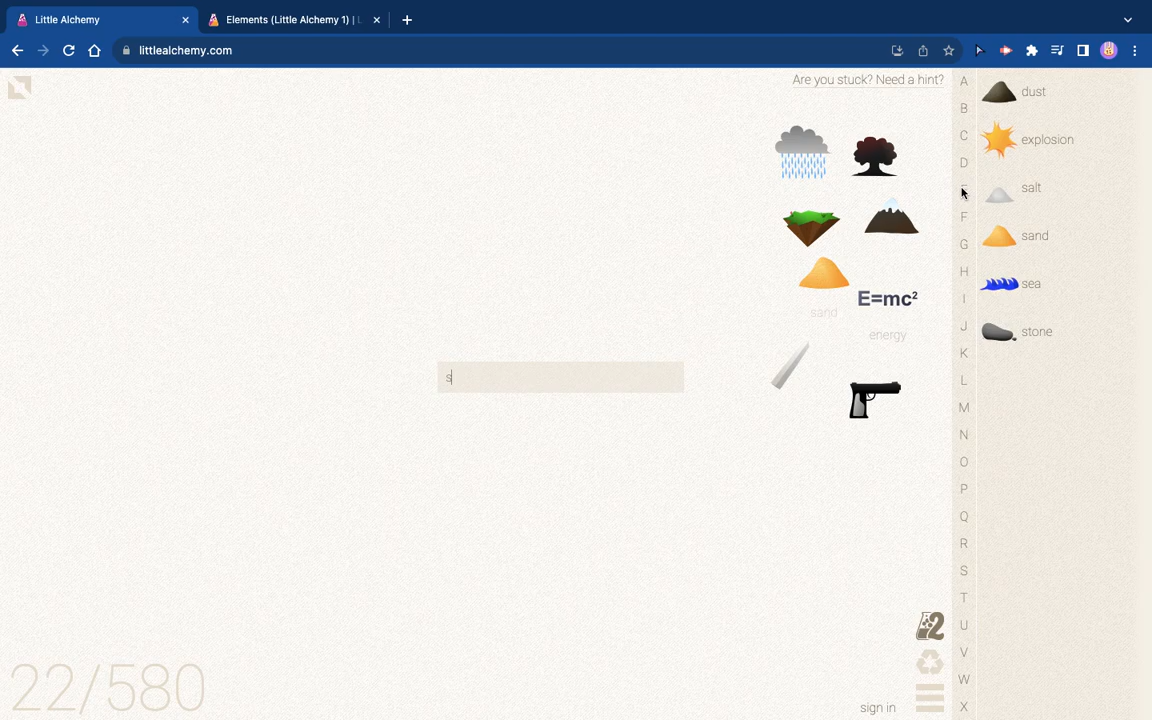 Little Alchemy
Elements (Little Alchemy 1) |
littlealchemy.com
Are you stuck? Need a hint?
A
B
C
D
F
G
H
I
J
K
L
M
N
O
P
Q
R
S
T
U
V
W
X
dust
explosion
salt
sand
sea
stone
sand
E=mc²
energy
s
2
22/580
sign in